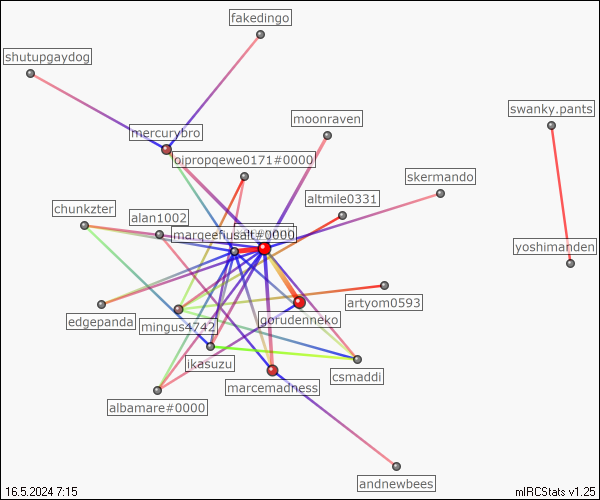 fakedingo
shutupgaydog
moonraven
swanky.pants
mercurybro
oipropqewe0171#0000
skermando
altmile0331
chunkzter
alan1002
marqeefiusalt#0000
yoshimanden
artyom0593
edgepanda
mingus4742
gorudenneko
ikasuzu
csmaddi
marcemadness
albamare#0000
andnewbees
16.5.2024 7:15
mIRCStats v1.25